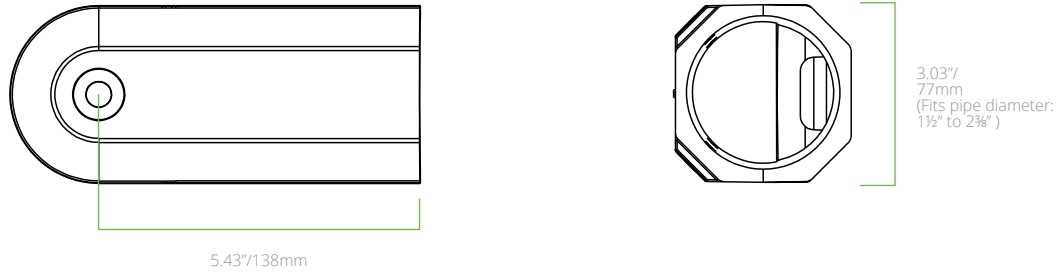 3.03”/
77mm
(Fits pipe diameter:
1½” to 2⅜” )
5.43”/138mm